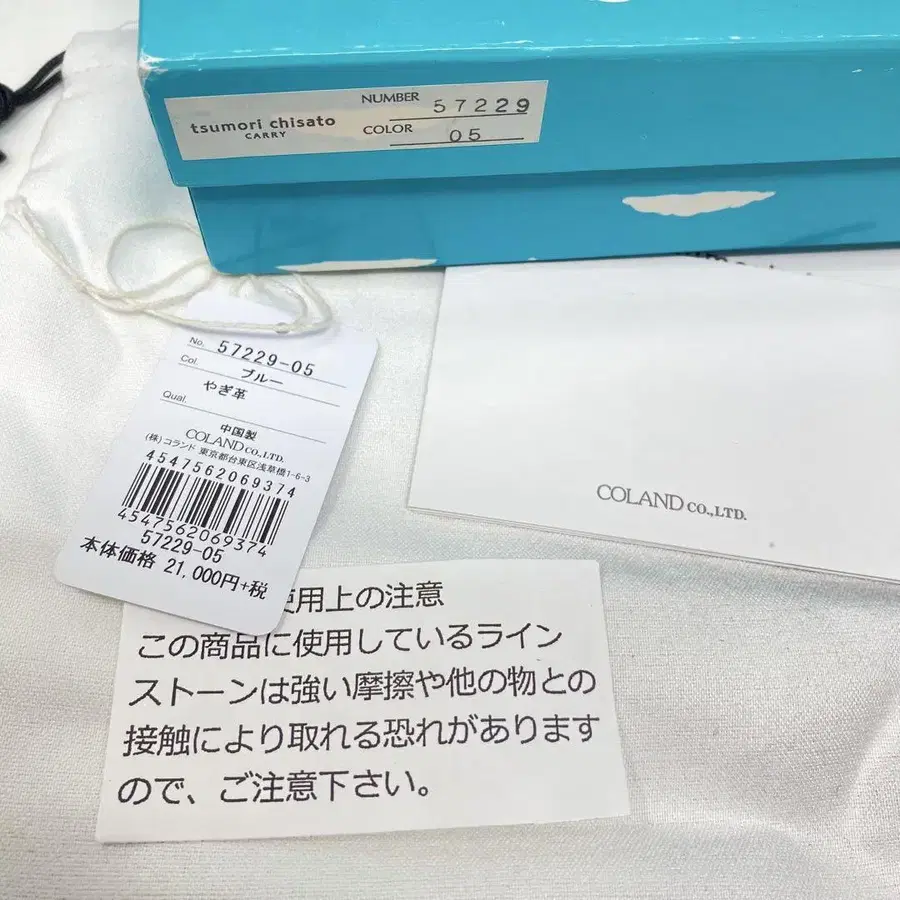 tsumori chisato
CARRY
NUMBER 57229
COLOR 05
No. 57229-05
Col. ブルー
やぎ革
Qual.
中国製
COLAND CO.,LTD.
(株)コランド 東京都台東区浅草橋1-6-3
4547562069374
4547562069374
57229-05
本体価格 21,000円+税
COLAND CO.,LTD.
使用上の注意
この商品に使用しているライン
ストーンは強い摩擦や他の物との
接触により取れる恐れがあります
ので、ご注意下さい。